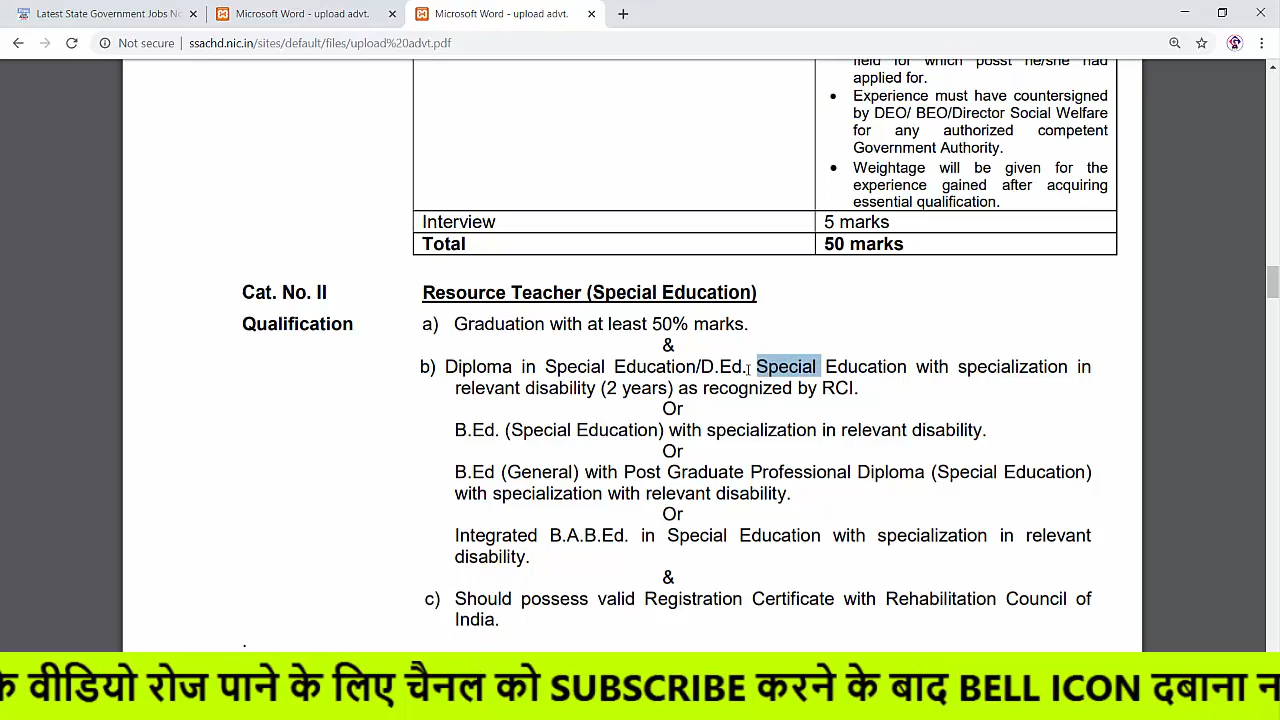 Latest State Government Jobs No
Microsoft Word - upload advt.
Microsoft Word - upload advt.
Not secure ssachd.nic.in/sites/default/files/upload%20advt.pdf
field for which posst he/she had
applied for.
• Experience must have countersigned
by DEO/ BEO/Director Social Welfare
for any authorized competent
Government Authority.
• Weightage will be given for the
experience gained after acquiring
essential qualification.
Interview 5 marks
Total 50 marks
Cat. No. II Resource Teacher (Special Education)
Qualification a) Graduation with at least 50% marks.
&
b) Diploma in Special Education/D.Ed. Special Education with specialization in
relevant disability (2 years) as recognized by RCI.
Or
B.Ed. (Special Education) with specialization in relevant disability.
Or
B.Ed (General) with Post Graduate Professional Diploma (Special Education)
with specialization with relevant disability.
Or
Integrated B.A.B.Ed. in Special Education with specialization in relevant
disability.
&
c) Should possess valid Registration Certificate with Rehabilitation Council of
India.
के वीडियो रोज पाने के लिए चैनल को SUBSCRIBE करने के बाद BELL ICON दबाना न